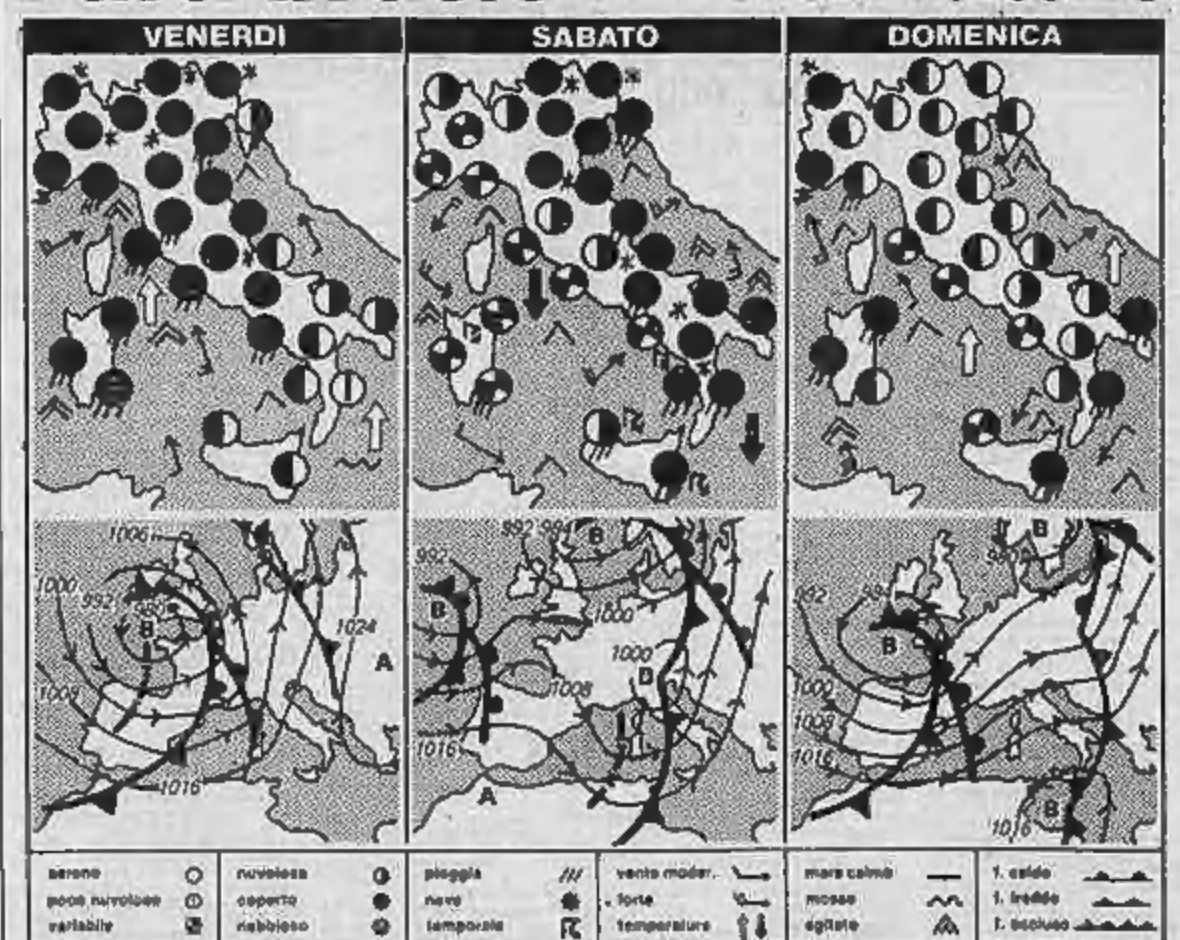 VENERDI
SABATO
DOMENICA
1006
1000
992
980
B
1024
A
1008
1016
992
B
992
B
1000
1000
B
1008
1016
A
B
992
B
1000
1008
1016
B
1016
sereno
nuvoloso
pioggia
vento moder.
mare calmo
f. caldo
poco nuvoloso
coperto
neve
forte
mosso
f. freddo
variabile
nebbioso
temporale
temperatura
agitato
f. occluso